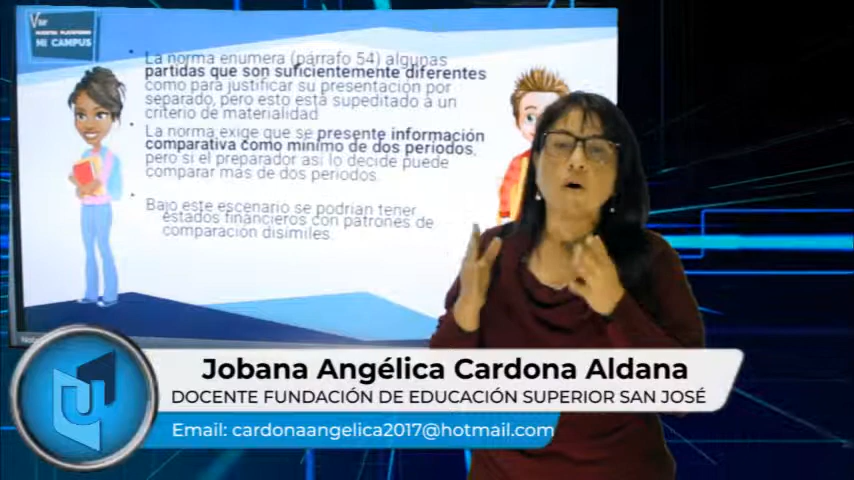 Ver
NUESTRA PLATAFORMA
MI CAMPUS
La norma enumera (párrafo 54) algunas
partidas que son suficientemente diferentes
como para justificar su presentación por
separado, pero esto está supeditado a un
criterio de materialidad
La norma exige que se presente información
comparativa como mínimo de dos periodos,
pero si el preparador así lo decide puede
comparar más de dos periodos.
Bajo este escenario se podrían tener
estados financieros con patrones de
comparación disímiles.
Jobana Angélica Cardona Aldana
DOCENTE FUNDACIÓN DE EDUCACIÓN SUPERIOR SAN JOSÉ
Email: cardonaangelica2017@hotmail.com